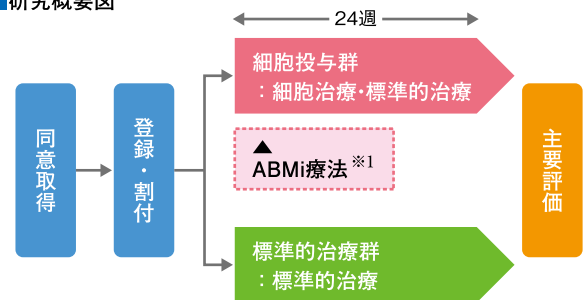 研究概要図
24週
同意取得
登録・割付
細胞投与群
：細胞治療・標準的治療
▲
ABMi療法※1
標準的治療群
：標準的治療
主要評価